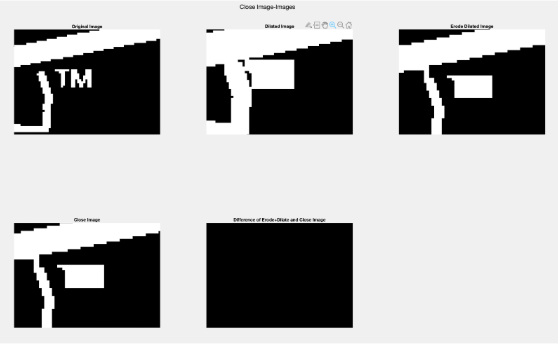 Close Image-Images
Original Image
Dilated Image
Erode Dilated Image
TM
Close Image
Difference of Erode+Dilate and Close Image